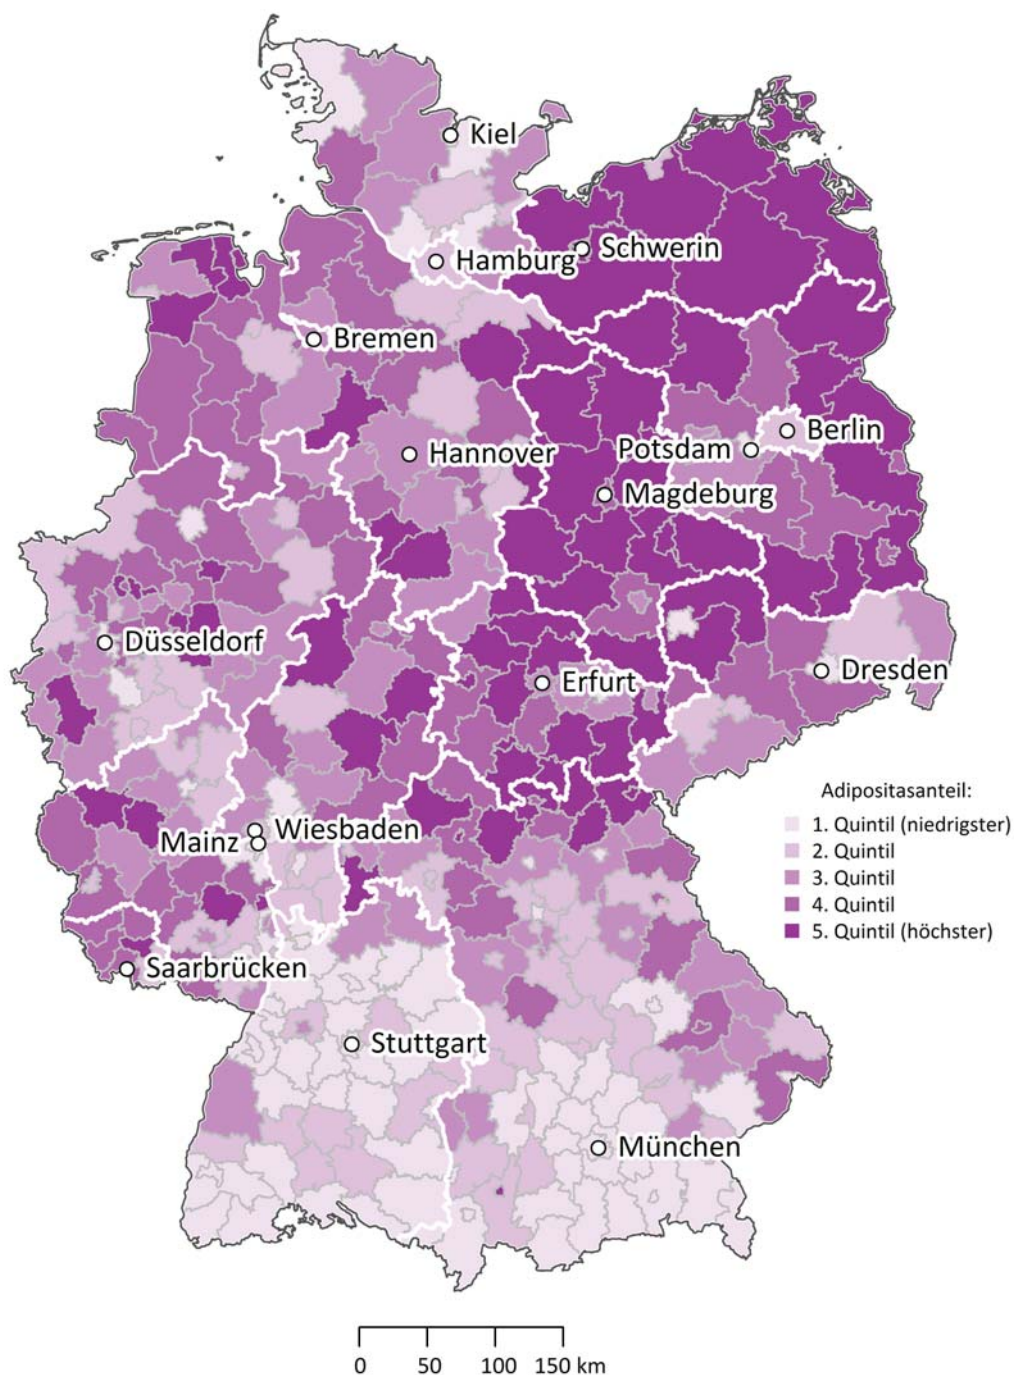 Kiel
Schwerin
Hamburg
Bremen
Berlin
Hannover
Potsdam
Magdeburg
Düsseldorf
Erfurt
Dresden
Adipositasanteil:
1. Quintil (niedrigster)
2. Quintil
3. Quintil
4. Quintil
5. Quintil (höchster)
Wiesbaden
Mainz
Saarbrücken
Stuttgart
München
0 50 100 150 km